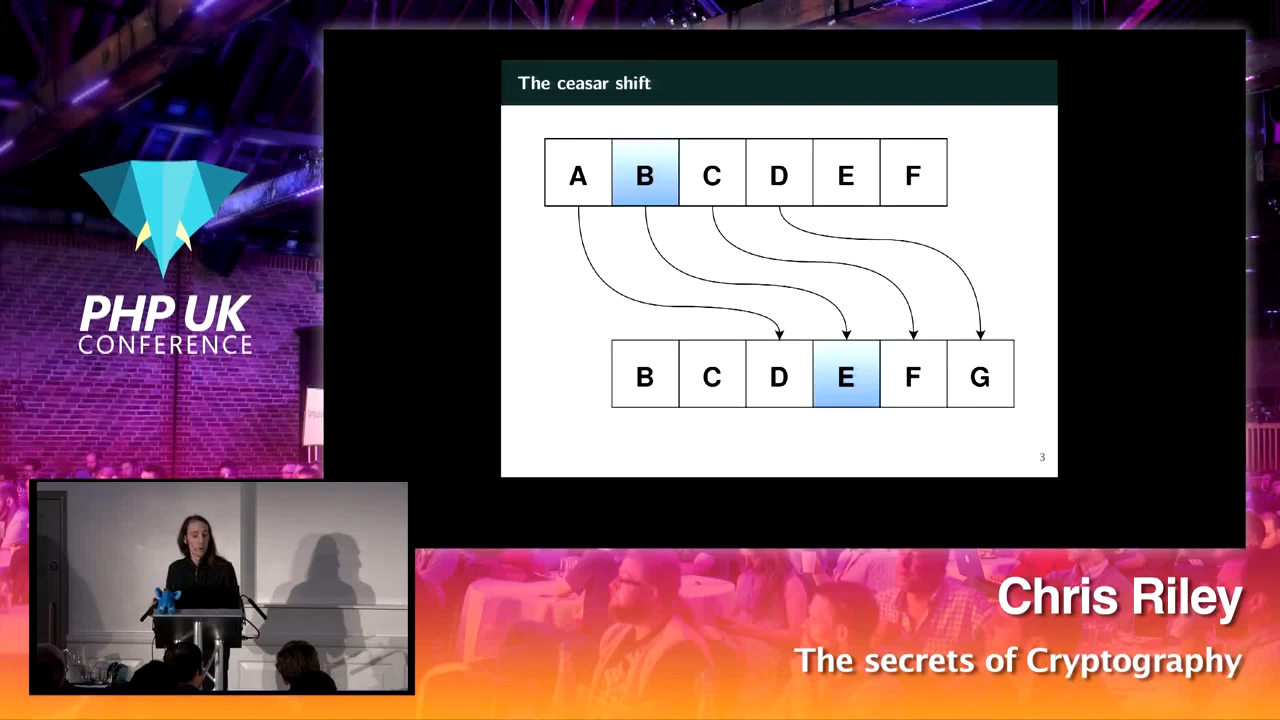 The ceasar shift
A B C D E F
B C D E F G
3
PHP UK
CONFERENCE
Chris Riley
The secrets of Cryptography